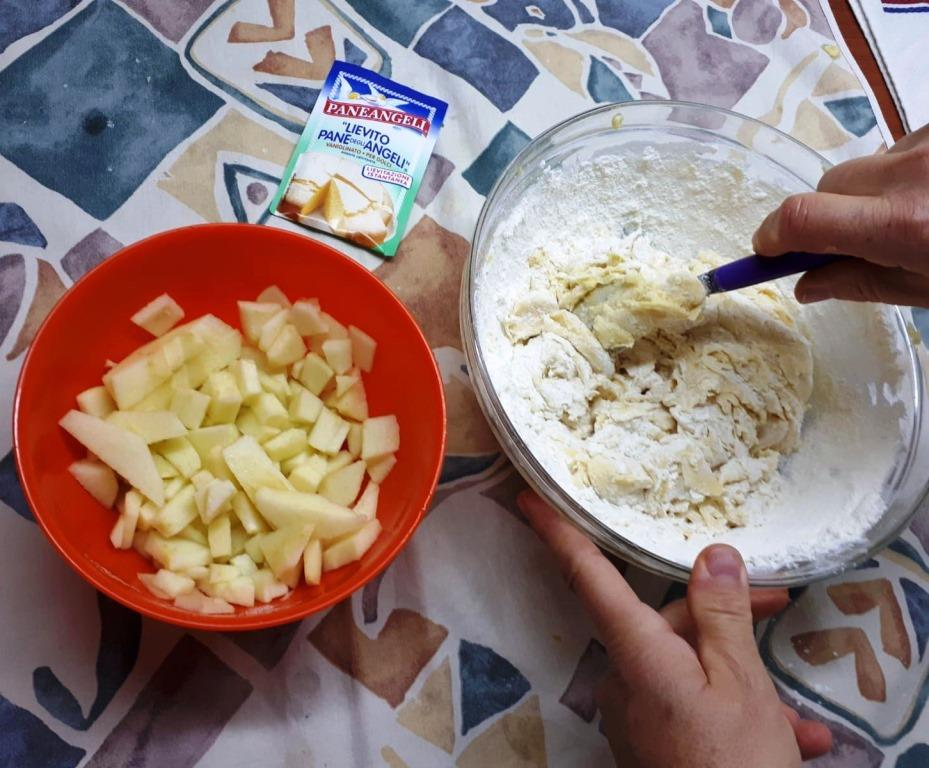 PANEANGELI
"LIEVITO
PANE DEGLI ANGELI"
VANIGLINATO • PER DOLCI
LIEVITAZIONE
ISTANTANEA